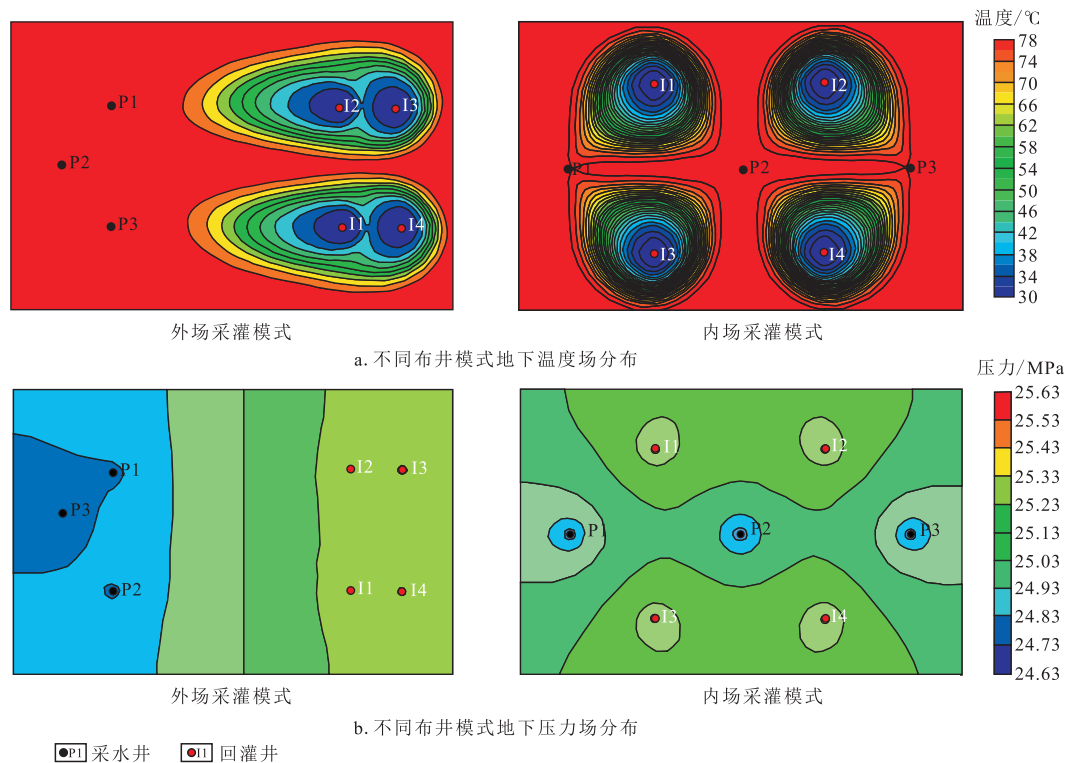 温度/℃
78
74
70
66
62
58
54
50
46
42
38
34
30
P1
P2
P3
I2
I3
I1
I4
I1
I2
P1
P2
P3
I3
I4
外场采灌模式
内场采灌模式
a. 不同布井模式地下温度场分布
压力/MPa
25.63
25.53
25.43
25.33
25.23
25.13
25.03
24.93
24.83
24.73
24.63
P1
P3
P2
I2
I3
I1
I4
I1
I2
P1
P2
P3
I3
I4
外场采灌模式
内场采灌模式
b. 不同布井模式地下压力场分布
P1 采水井 I1 回灌井